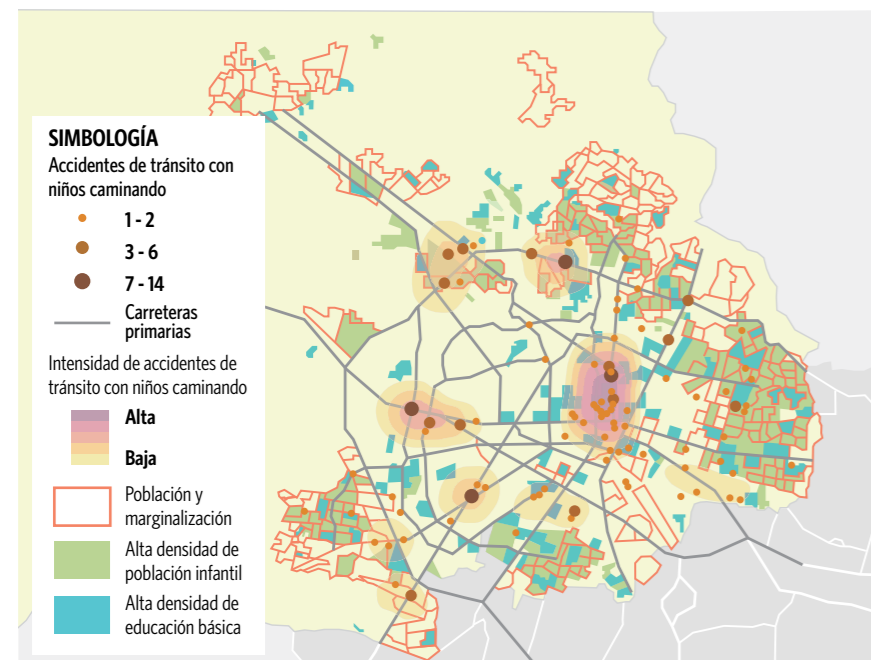 SIMBOLOGÍA
Accidentes de tránsito con
niños caminando
1 - 2
3 - 6
7 - 14
Carreteras
primarias
Intensidad de accidentes de
tránsito con niños caminando
Alta
Baja
Población y
marginalización
Alta densidad de
población infantil
Alta densidad de
educación básica